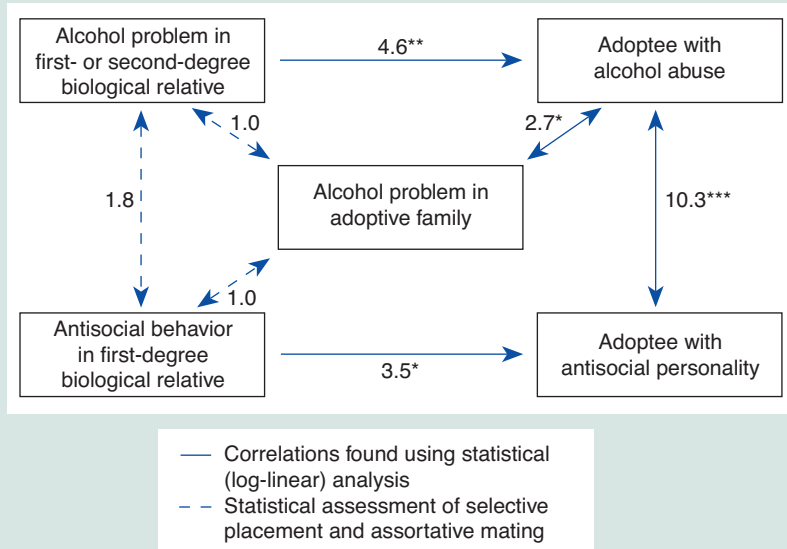 Alcohol problem in
first- or second-degree
biological relative
4.6**
Adoptee with
alcohol abuse
1.0
2.7*
1.8
Alcohol problem in
adoptive family
10.3***
1.0
Antisocial behavior
in first-degree
biological relative
3.5*
Adoptee with
antisocial personality
Correlations found using statistical
(log-linear) analysis
Statistical assessment of selective
placement and assortative mating